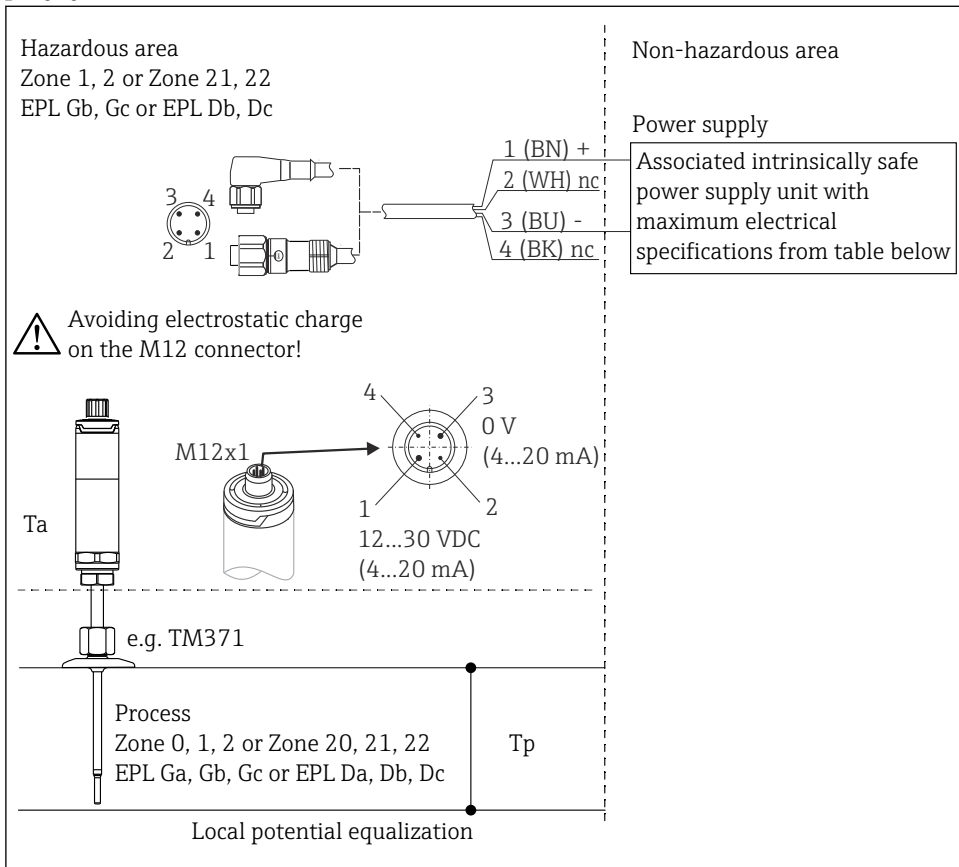 Hazardous area
Zone 1, 2 or Zone 21, 22
EPL Gb, Gc or EPL Db, Dc
Non-hazardous area
Power supply
1 (BN) +
2 (WH) nc
3 (BU) -
4 (BK) nc
Associated intrinsically safe
power supply unit with
maximum electrical
specifications from table below
3 4
2 1
Avoiding electrostatic charge
on the M12 connector!
M12x1
4
3
0 V
(4...20 mA)
1
2
12...30 VDC
(4...20 mA)
Ta
e.g. TM371
Process
Zone 0, 1, 2 or Zone 20, 21, 22
EPL Ga, Gb, Gc or EPL Da, Db, Dc
Tp
Local potential equalization